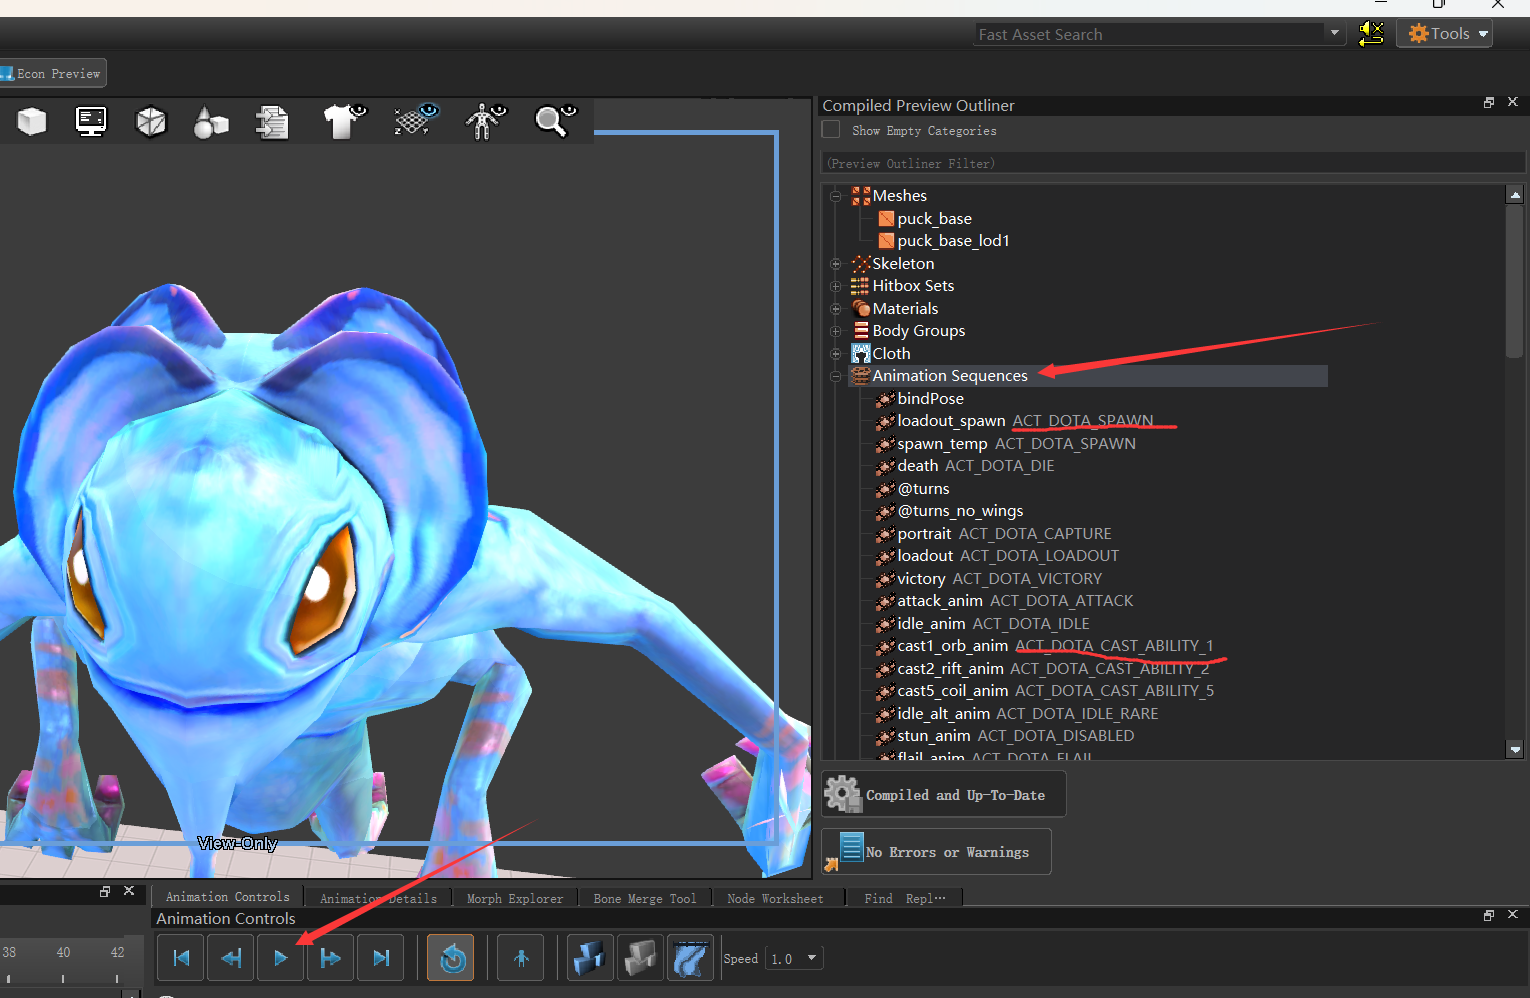 Fast Asset Search
Tools
Econ Preview
Compiled Preview Outliner
Show Empty Categories
(Preview Outliner Filter)
Meshes
puck_base
puck_base_lod1
Skeleton
Hitbox Sets
Materials
Body Groups
Cloth
Animation Sequences
bindPose
loadout_spawn ACT_DOTA_SPAWN
spawn_temp ACT_DOTA_SPAWN
death ACT_DOTA_DIE
@turns
@turns_no_wings
portrait ACT_DOTA_CAPTURE
loadout ACT_DOTA_LOADOUT
victory ACT_DOTA_VICTORY
attack_anim ACT_DOTA_ATTACK
idle_anim ACT_DOTA_IDLE
cast1_orb_anim ACT_DOTA_CAST_ABILITY_1
cast2_rift_anim ACT_DOTA_CAST_ABILITY_2
cast5_coil_anim ACT_DOTA_CAST_ABILITY_5
idle_alt_anim ACT_DOTA_IDLE_RARE
stun_anim ACT_DOTA_DISABLED
flail_anim ACT_DOTA_FLAIL
Compiled and Up-To-Date
View-Only
No Errors or Warnings
Animation Controls
Animation Details
Morph Explorer
Bone Merge Tool
Node Worksheet
Find Repl…
Animation Controls
38 40 42
Speed 1.0